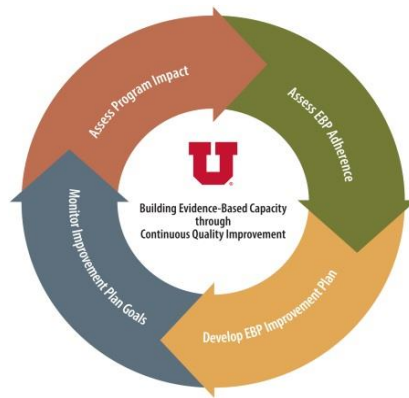 Assess Program Impact
Assess EBP Adherence
U
Building Evidence-Based Capacity
through
Continuous Quality Improvement
Monitor Improvement Plan Goals
Develop EBP Improvement Plan